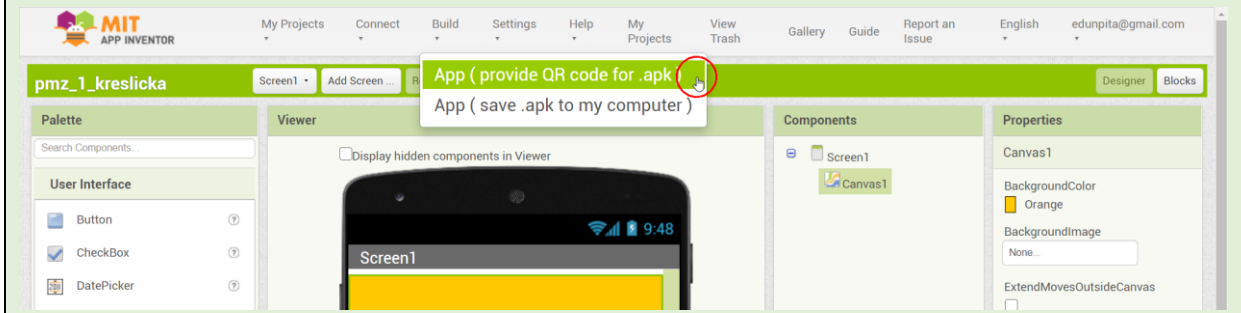 MIT
APP INVENTOR
My Projects
Connect
Build
Settings
Help
My
Projects
View
Trash
Gallery
Guide
Report an
Issue
English
edunpita@gmail.com
pmz_1_kreslicka
Screen1
Add Screen ...
App ( provide QR code for .apk )
App ( save .apk to my computer )
Designer
Blocks
Palette
Viewer
Components
Properties
Search Components...
Display hidden components in Viewer
Screen1
Canvas1
Canvas1
User Interface
BackgroundColor
Orange
Button
?
BackgroundImage
9:48
CheckBox
?
Screen1
None...
DatePicker
?
ExtendMovesOutsideCanvas